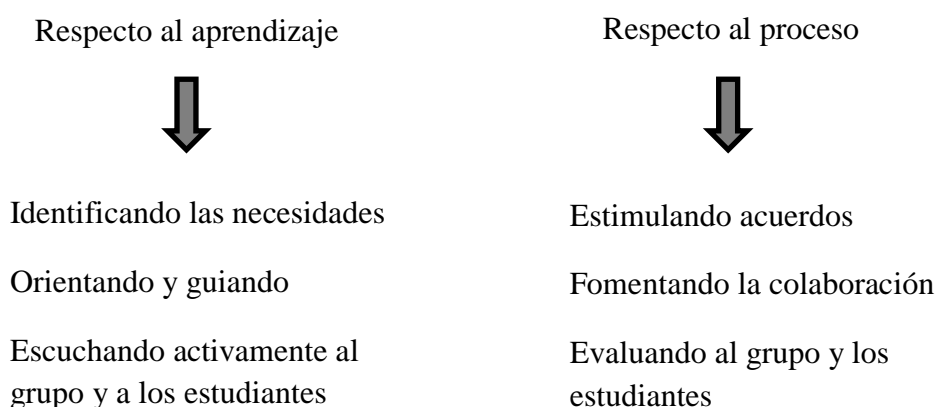 Respecto al aprendizaje
Identificando las necesidades
Orientando y guiando
Escuchando activamente al
grupo y a los estudiantes
Respecto al proceso
Estimulando acuerdos
Fomentando la colaboración
Evaluando al grupo y los
estudiantes